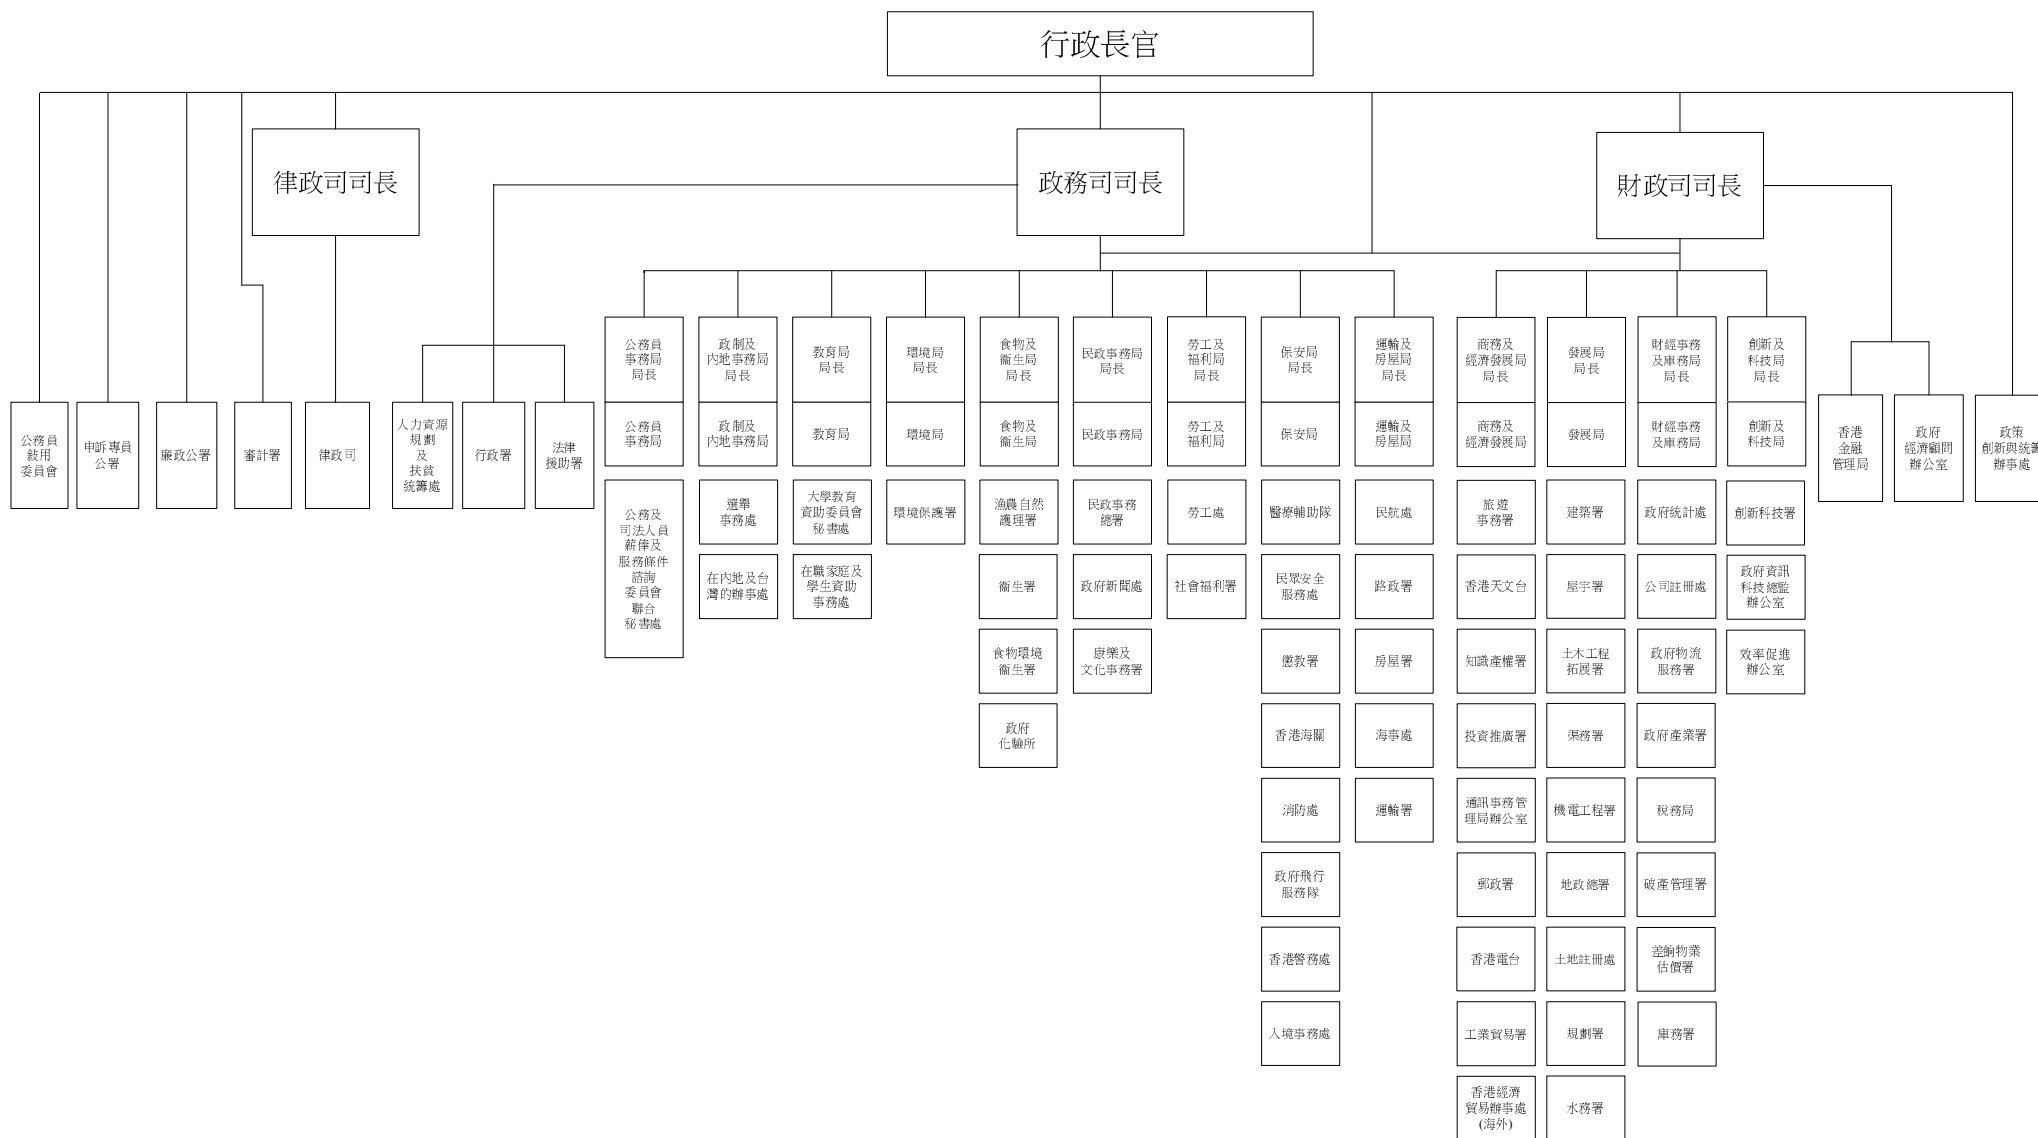 行政長官
律政司司長
政務司司長
財政司司長
公務員
敍用
委員會
申訴專員
公署
廉政公署
審計署
律政司
人力資源
規劃
及
扶貧
統籌處
行政署
法律
援助署
公務員
事務局
局長
公務員
事務局
公務及
司法人員
薪俸及
服務條件
諮詢
委員會
聯合
秘書處
政制及
內地事務局
局長
政制及
內地事務局
選舉
事務處
在內地及台
灣的辦事處
教育局
局長
教育局
大學教育
資助委員會
秘書處
在職家庭及
學生資助
事務處
環境局
局長
環境局
環境保護署
食物及
衞生局
局長
食物及
衞生局
漁農自然
護理署
衞生署
食物環境
衞生署
政府
化驗所
民政事務局
局長
民政事務局
民政事務
總署
政府新聞處
康樂及
文化事務署
勞工及
福利局
局長
勞工及
福利局
勞工處
社會福利署
保安局
局長
保安局
醫療輔助隊
民眾安全
服務處
懲教署
香港海關
消防處
政府飛行
服務隊
香港警務處
入境事務處
運輸及
房屋局
局長
運輸及
房屋局
民航處
路政署
房屋署
海事處
運輸署
商務及
經濟發展局
局長
商務及
經濟發展局
旅遊
事務署
香港天文台
知識產權署
投資推廣署
通訊事務管
理局辦公室
郵政署
香港電台
工業貿易署
香港經濟
貿易辦事處
(海外)
發展局
局長
發展局
建築署
屋宇署
土木工程
拓展署
渠務署
機電工程署
地政總署
土地註冊處
規劃署
水務署
財經事務
及庫務局
局長
財經事務
及庫務局
政府統計處
公司註冊處
政府物流
服務署
政府產業署
稅務局
破產管理署
差餉物業
估價署
庫務署
創新及
科技局
局長
創新及
科技局
創新科技署
政府資訊
科技總監
辦公室
效率促進
辦公室
香港
金融
管理局
政府
經濟顧問
辦公室
政策
創新與統籌
辦事處